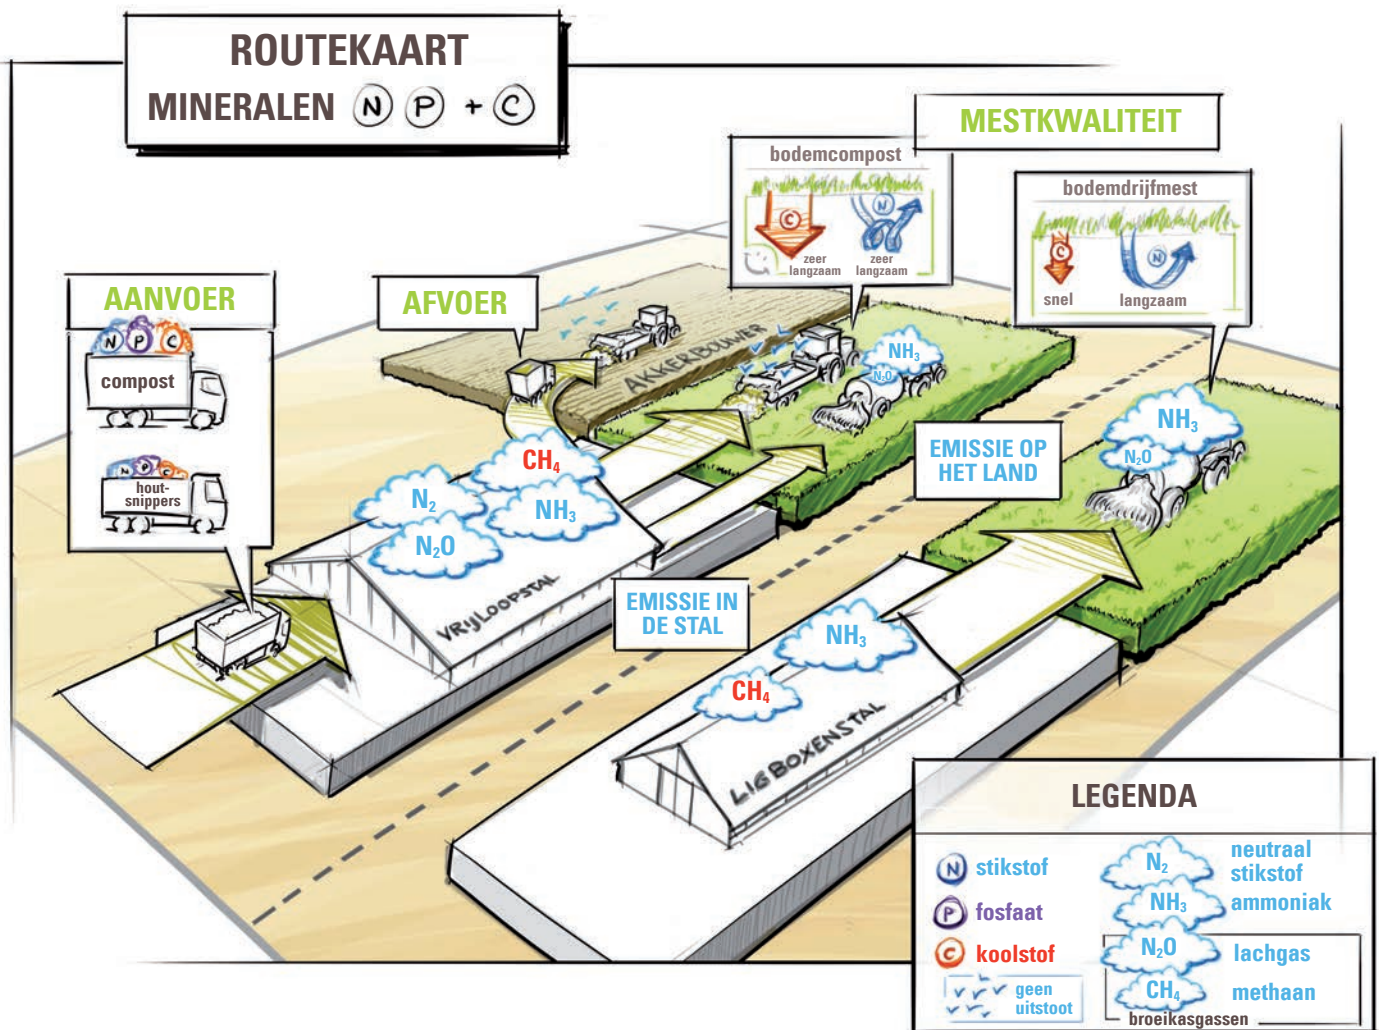 ROUTEKAART
MINERALEN N P + C
MESTKWALITEIT
bodemcompost
C
N
zeer
langzaam
zeer
langzaam
bodemdrijfmest
C
N
snel
langzaam
AANVOER
N P C
compost
N P C
hout-
snippers
AFVOER
AKKERBOUWER
NH₃
N₂O
NH₃
N₂O
EMISSIE OP
HET LAND
CH₄
N₂
NH₃
N₂O
VRIJLOOPSTAL
EMISSIE IN
DE STAL
NH₃
CH₄
LIGBOXENSTAL
LEGENDA
N stikstof
P fosfaat
C koolstof
geen
uitstoot
N₂ neutraal
stikstof
NH₃ ammoniak
N₂O lachgas
CH₄ methaan
broeikasgassen